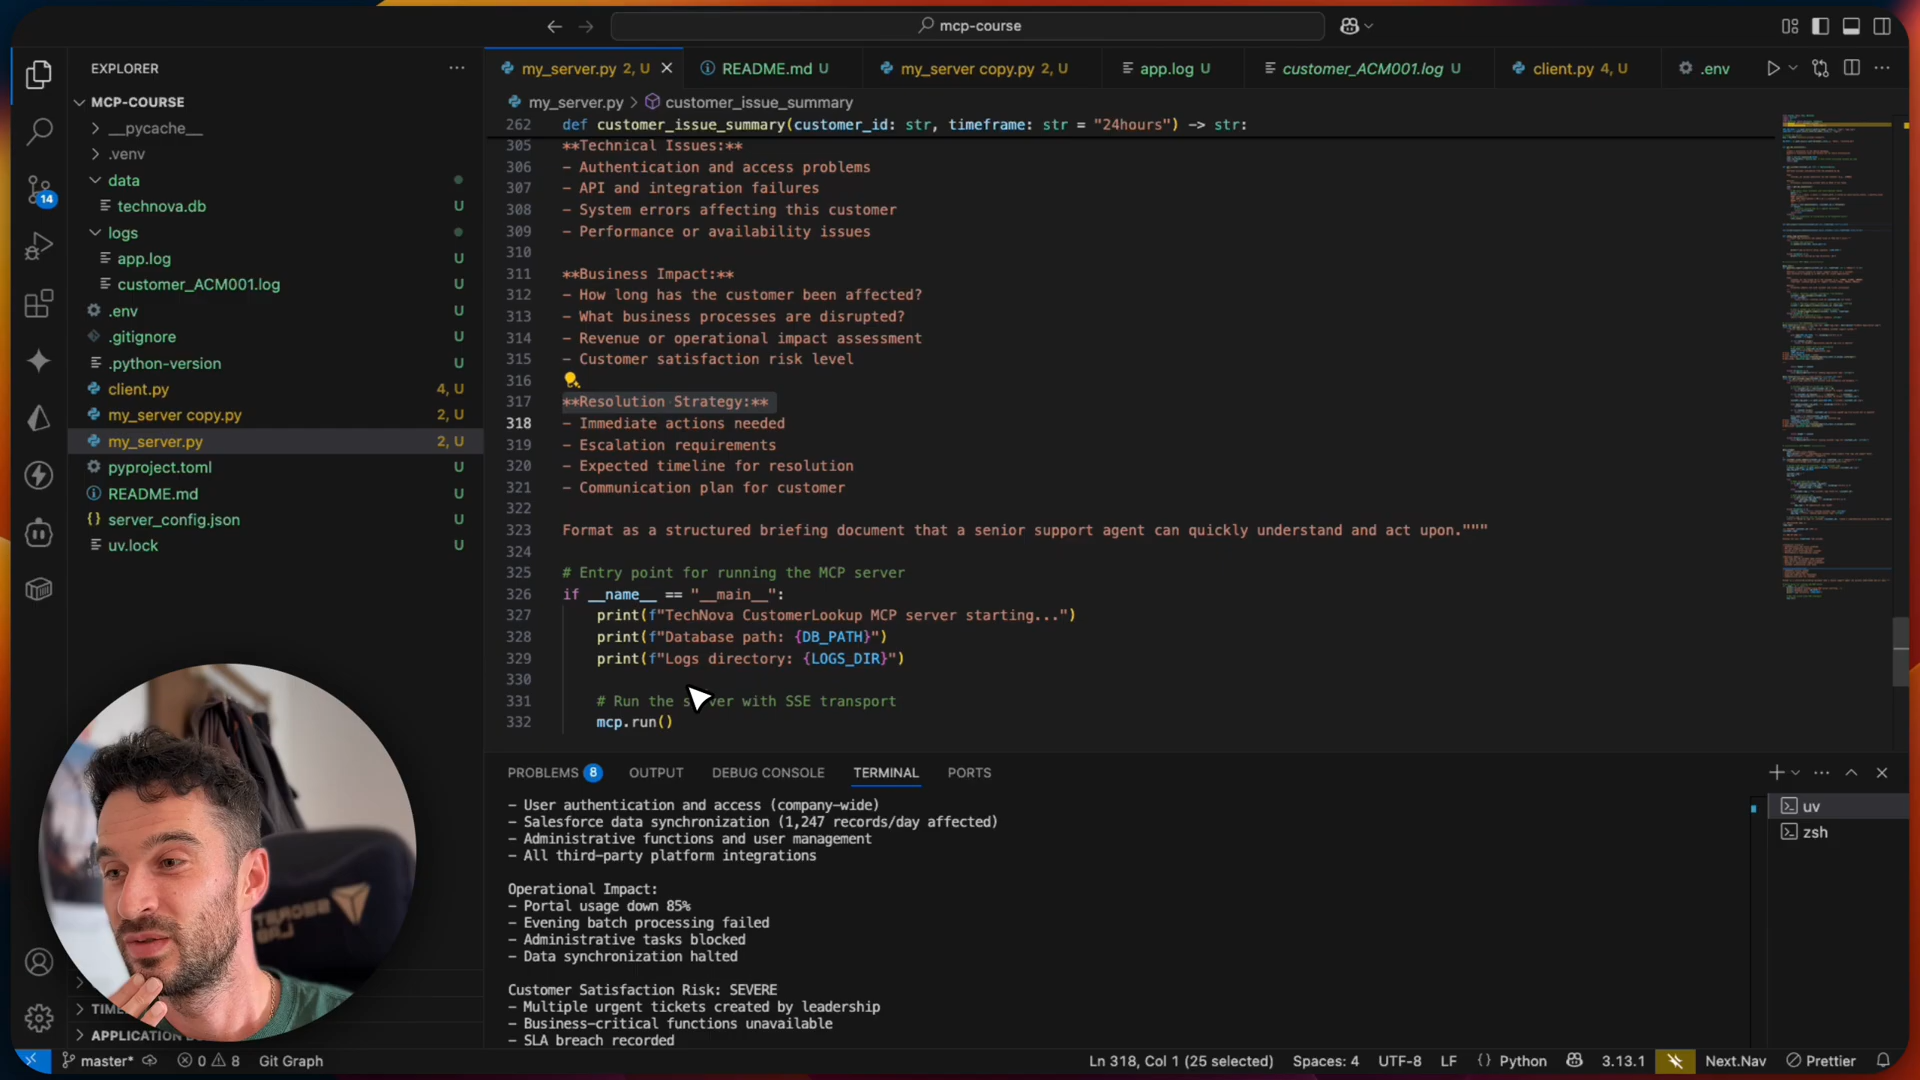 mcp-course
EXPLORER
MCP-COURSE
__pycache__
.venv
data
technova.db U
logs
app.log U
customer_ACM001.log U
.env U
.gitignore U
.python-version U
client.py 4, U
my_server copy.py 2, U
my_server.py 2, U
pyproject.toml U
README.md U
server_config.json U
uv.lock U
14
my_server.py 2, U
README.md U
my_server copy.py 2, U
app.log U
customer_ACM001.log U
client.py 4, U
.env
my_server.py > customer_issue_summary
262 def customer_issue_summary(customer_id: str, timeframe: str = "24hours") -> str:
305 **Technical Issues:**
306 - Authentication and access problems
307 - API and integration failures
308 - System errors affecting this customer
309 - Performance or availability issues
310
311 **Business Impact:**
312 - How long has the customer been affected?
313 - What business processes are disrupted?
314 - Revenue or operational impact assessment
315 - Customer satisfaction risk level
316
317 **Resolution Strategy:**
318 - Immediate actions needed
319 - Escalation requirements
320 - Expected timeline for resolution
321 - Communication plan for customer
322
323 Format as a structured briefing document that a senior support agent can quickly understand and act upon."""
324
325 # Entry point for running the MCP server
326 if __name__ == "__main__":
327 print(f"TechNova CustomerLookup MCP server starting...")
328 print(f"Database path: {DB_PATH}")
329 print(f"Logs directory: {LOGS_DIR}")
330
331 # Run the server with SSE transport
332 mcp.run()
PROBLEMS 8 OUTPUT DEBUG CONSOLE TERMINAL PORTS
- User authentication and access (company-wide)
- Salesforce data synchronization (1,247 records/day affected)
- Administrative functions and user management
- All third-party platform integrations
Operational Impact:
- Portal usage down 85%
- Evening batch processing failed
- Administrative tasks blocked
- Data synchronization halted
Customer Satisfaction Risk: SEVERE
- Multiple urgent tickets created by leadership
- Business-critical functions unavailable
- SLA breach recorded
uv
zsh
master* 0 8 Git Graph
Ln 318, Col 1 (25 selected) Spaces: 4 UTF-8 LF {} Python 3.13.1 Next.Nav Prettier